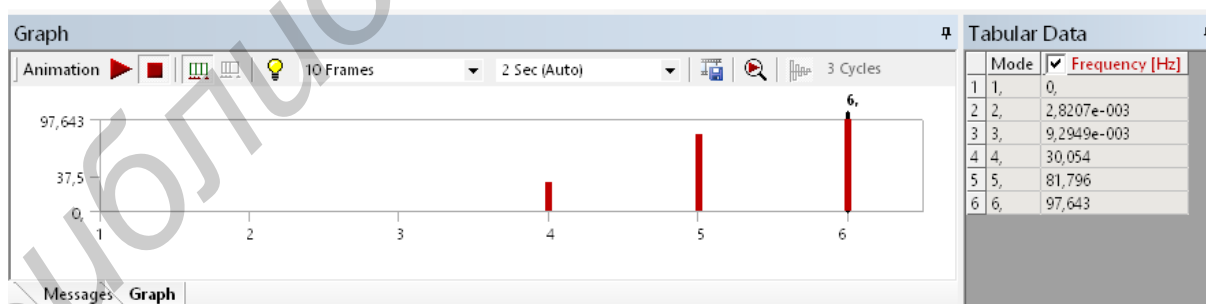 Graph
Animation 10 Frames 2 Sec (Auto) 3 Cycles
6,
97,643
37,5
0,
1 2 3 4 5 6
Messages Graph
Tabular Data
Mode Frequency [Hz]
1 1, 0,
2 2, 2,8207e-003
3 3, 9,2949e-003
4 4, 30,054
5 5, 81,796
6 6, 97,643